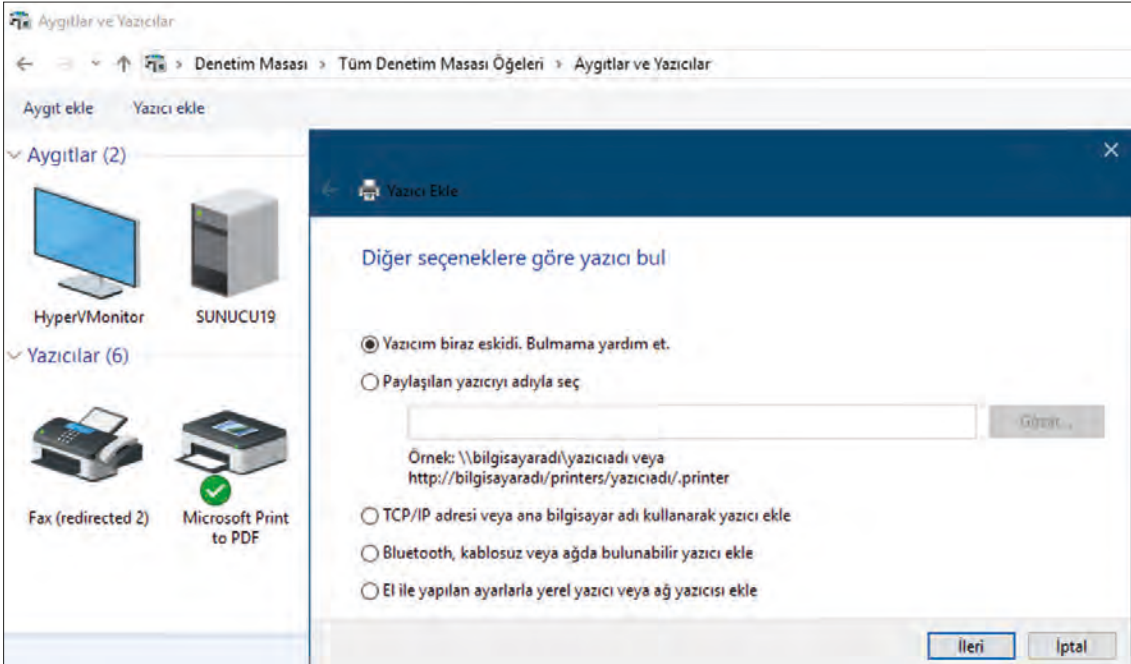 Aygıtlar ve Yazıcılar
Denetim Masası > Tüm Denetim Masası Öğeleri > Aygıtlar ve Yazıcılar
Aygıt ekle Yazıcı ekle
Aygıtlar (2)
HyperVMonitor SUNUCU19
Yazıcılar (6)
Fax (redirected 2) Microsoft Print
to PDF
Yazıcı Ekle
Diğer seçeneklere göre yazıcı bul
Yazıcım biraz eskidi. Bulmama yardım et.
Paylaşılan yazıcıyı adıyla seç
Gözat...
Örnek: \\bilgisayaradı\yazıcıadı veya
http://bilgisayaradı/printers/yazıcıadı/.printer
TCP/IP adresi veya ana bilgisayar adı kullanarak yazıcı ekle
Bluetooth, kablosuz veya ağda bulunabilir yazıcı ekle
El ile yapılan ayarlarla yerel yazıcı veya ağ yazıcısı ekle
İleri İptal